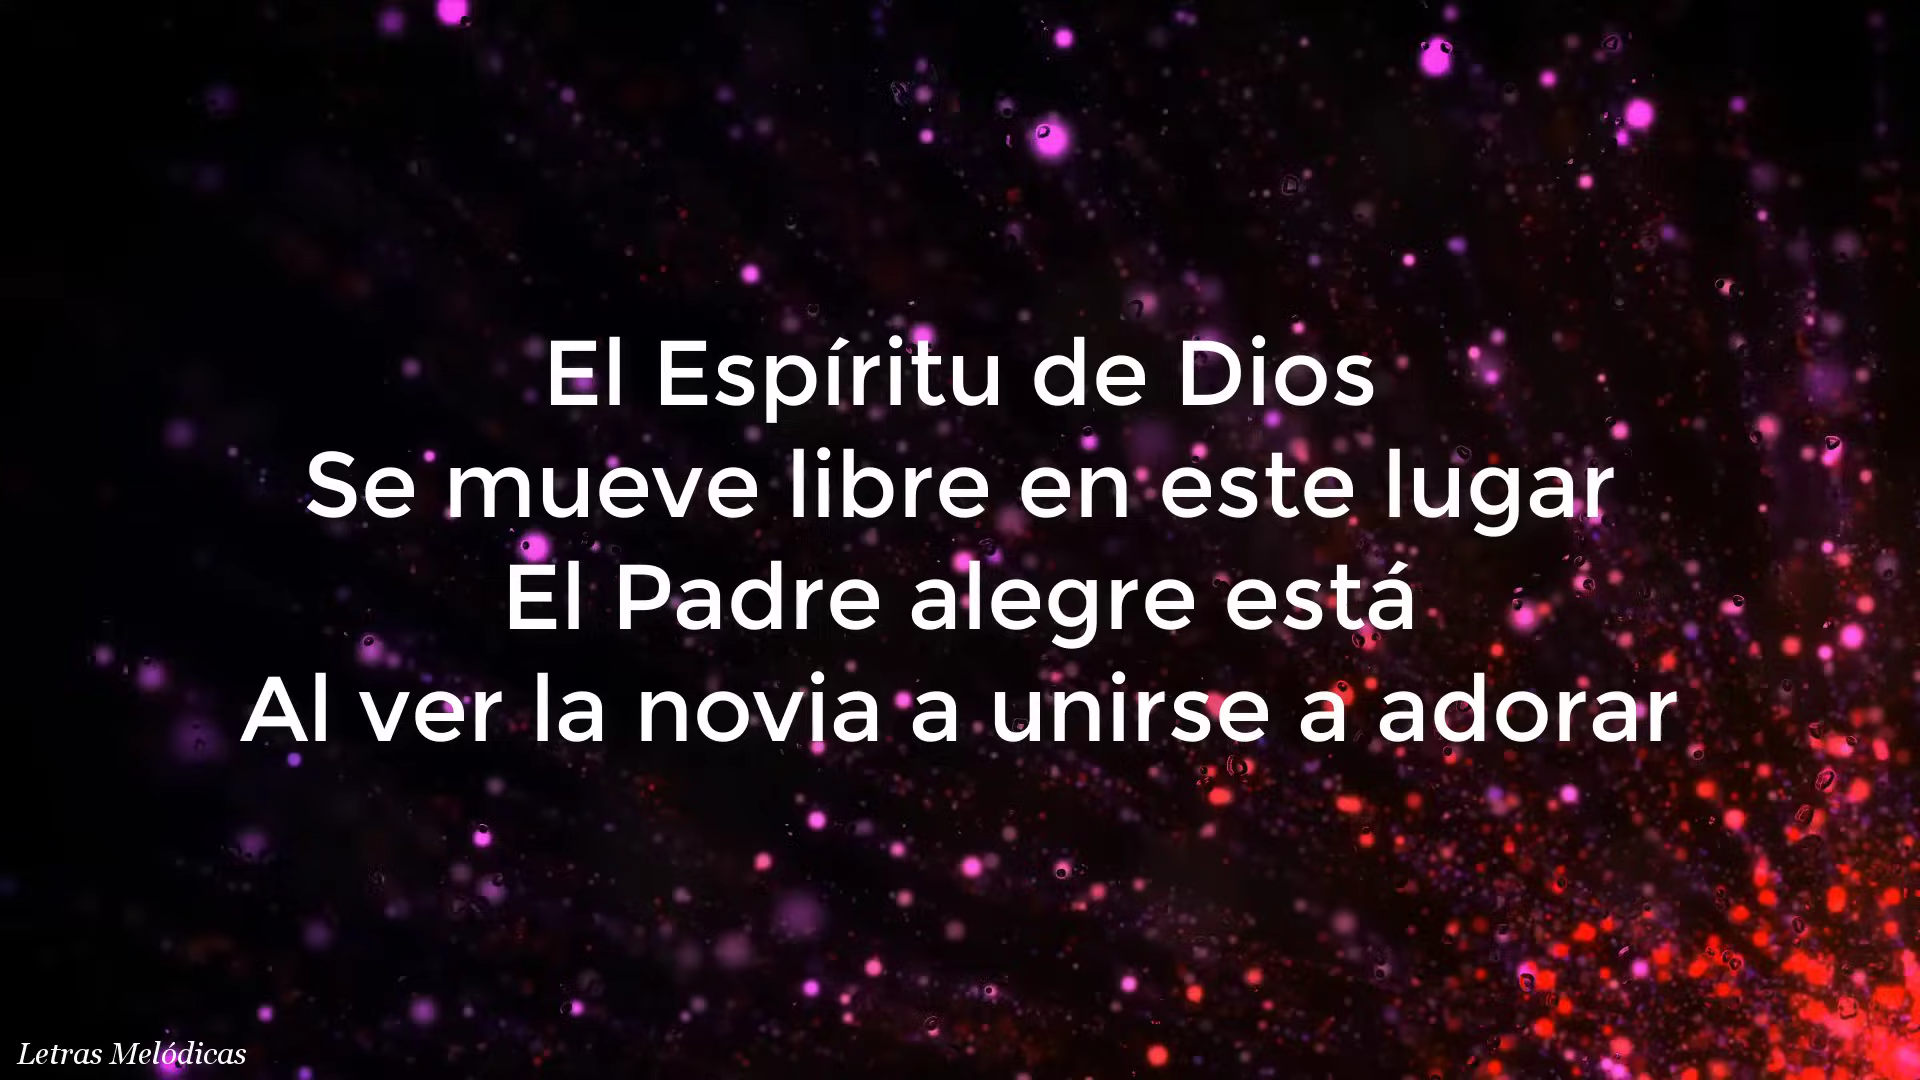 El Espíritu de Dios
Se mueve libre en este lugar
El Padre alegre está
Al ver la novia a unirse a adorar
Letras Melódicas